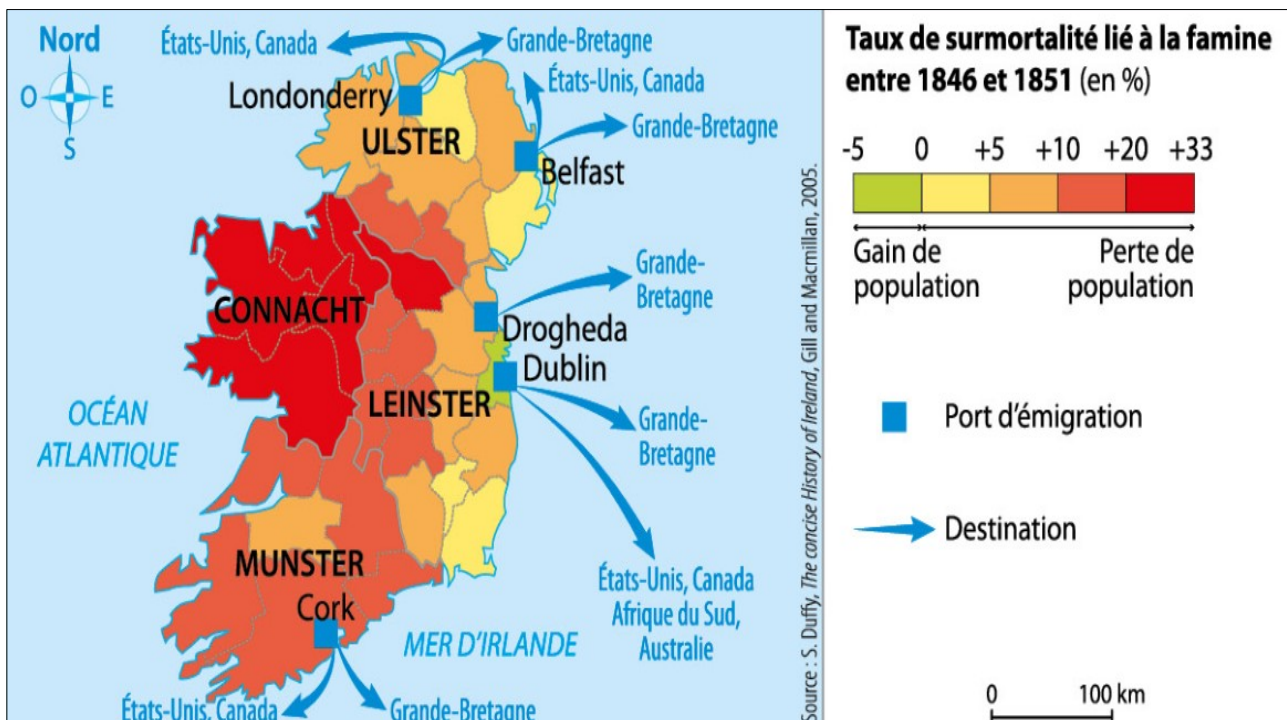 Nord
O
E
S
États-Unis, Canada
Grande-Bretagne
Londonderry
ULSTER
États-Unis, Canada
Grande-Bretagne
Belfast
CONNACHT
Grande-
Bretagne
Drogheda
Dublin
LEINSTER
Grande-
Bretagne
OCÉAN
ATLANTIQUE
MUNSTER
Cork
États-Unis, Canada
Afrique du Sud,
Australie
MER D'IRLANDE
États-Unis, Canada
Grande-Bretagne
Source : S. Duffy, The concise History of Ireland, Gill and Macmillan, 2005.
Taux de surmortalité lié à la famine
entre 1846 et 1851 (en %)
-5 0 +5 +10 +20 +33
Gain de
population
Perte de
population
Port d'émigration
Destination
0 100 km